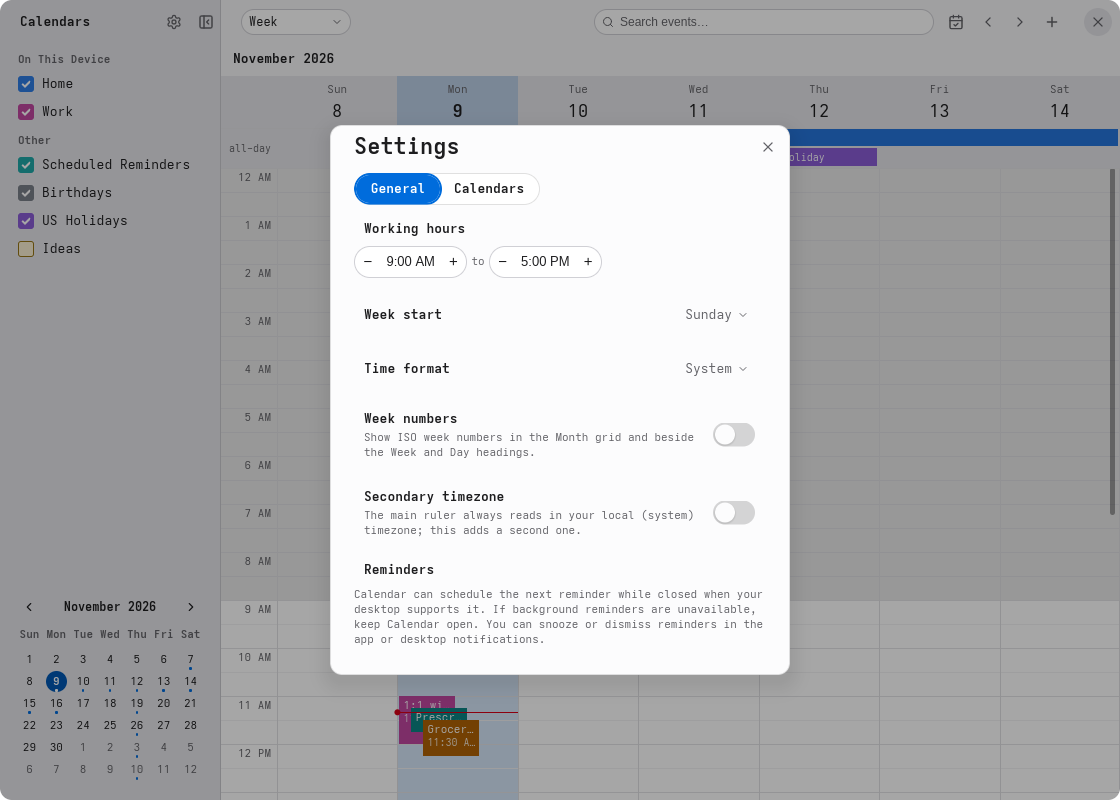 Calendars
Week
Search events…
On This Device
Home
Work
Other
Scheduled Reminders
Birthdays
US Holidays
Ideas
November 2026
Sun Mon Tue Wed Thu Fri Sat
8 9 10 11 12 13 14
all-day
oliday
12 AM
1 AM
2 AM
3 AM
4 AM
5 AM
6 AM
7 AM
8 AM
9 AM
10 AM
11 AM
12 PM
Settings
General Calendars
Working hours
− 9:00 AM + to − 5:00 PM +
Week start Sunday
Time format System
Week numbers
Show ISO week numbers in the Month grid and beside
the Week and Day headings.
Secondary timezone
The main ruler always reads in your local (system)
timezone; this adds a second one.
Reminders
Calendar can schedule the next reminder while closed when your
desktop supports it. If background reminders are unavailable,
keep Calendar open. You can snooze or dismiss reminders in the
app or desktop notifications.
1:1 wi
Prescr
Grocer…
11:30 A…
November 2026
Sun Mon Tue Wed Thu Fri Sat
1 2 3 4 5 6 7
8 9 10 11 12 13 14
15 16 17 18 19 20 21
22 23 24 25 26 27 28
29 30 1 2 3 4 5
6 7 8 9 10 11 12